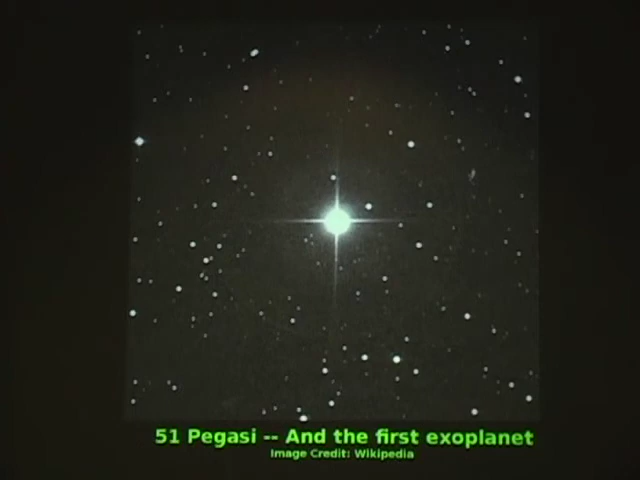 51 Pegasi -- And the first exoplanet
Image Credit: Wikipedia